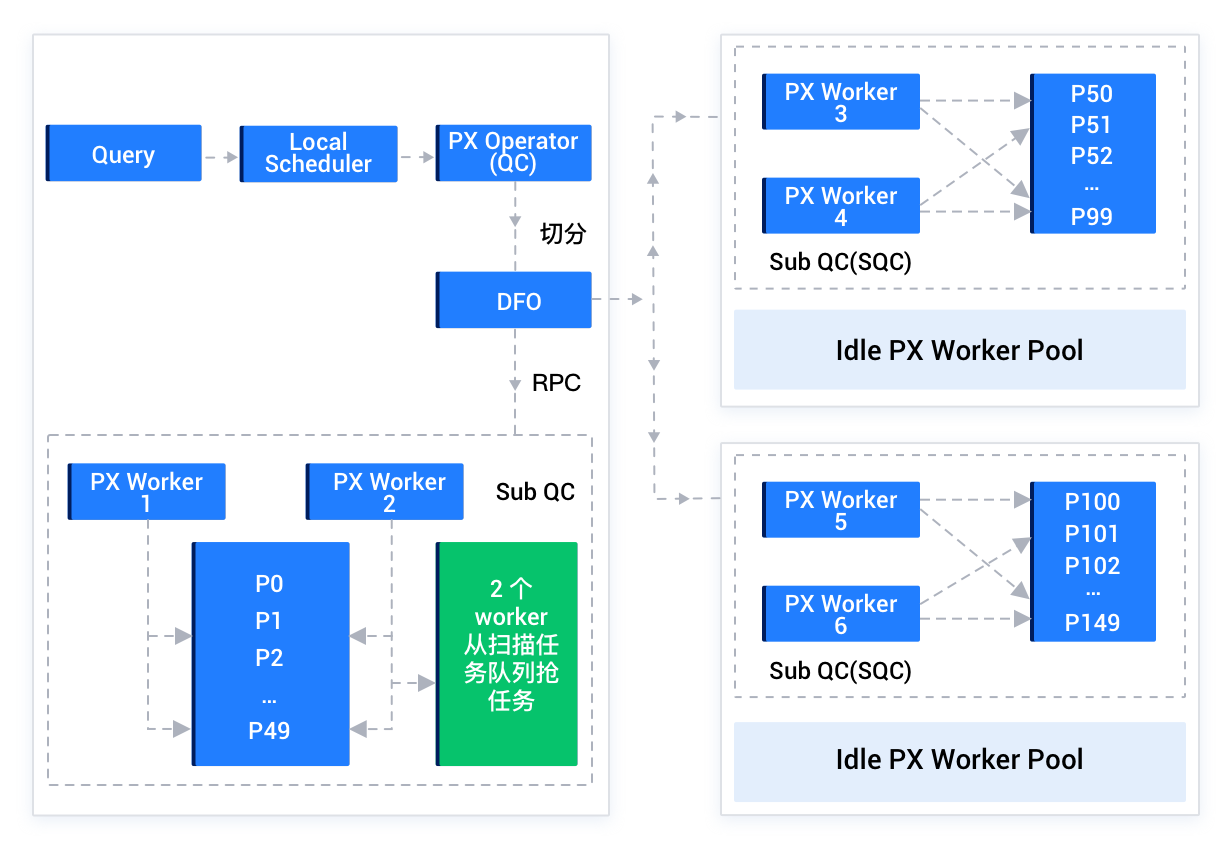 Query
Local
Scheduler
PX Operator
(QC)
切分
DFO
RPC
PX Worker
1
PX Worker
2
Sub QC
P0
P1
P2
...
P49
2 个
worker
从扫描任
务队列抢
任务
PX Worker
3
PX Worker
4
P50
P51
P52
...
P99
Sub QC(SQC)
Idle PX Worker Pool
PX Worker
5
PX Worker
6
P100
P101
P102
...
P149
Sub QC(SQC)
Idle PX Worker Pool